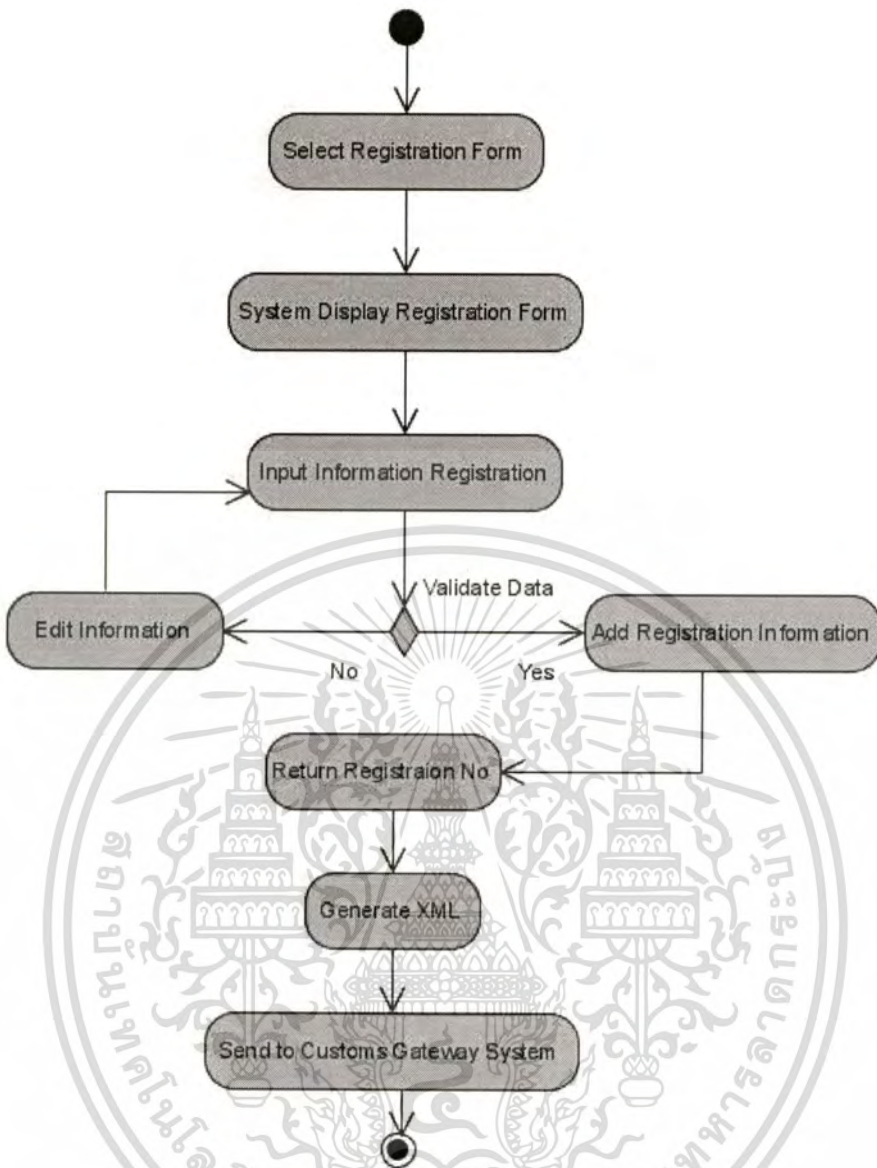 Select Registration Form
System Display Registration Form
Input Information Registration
Validate Data
Edit Information
Add Registration Information
No
Yes
Return Registraion No
Generate XML
Send to Customs Gateway System